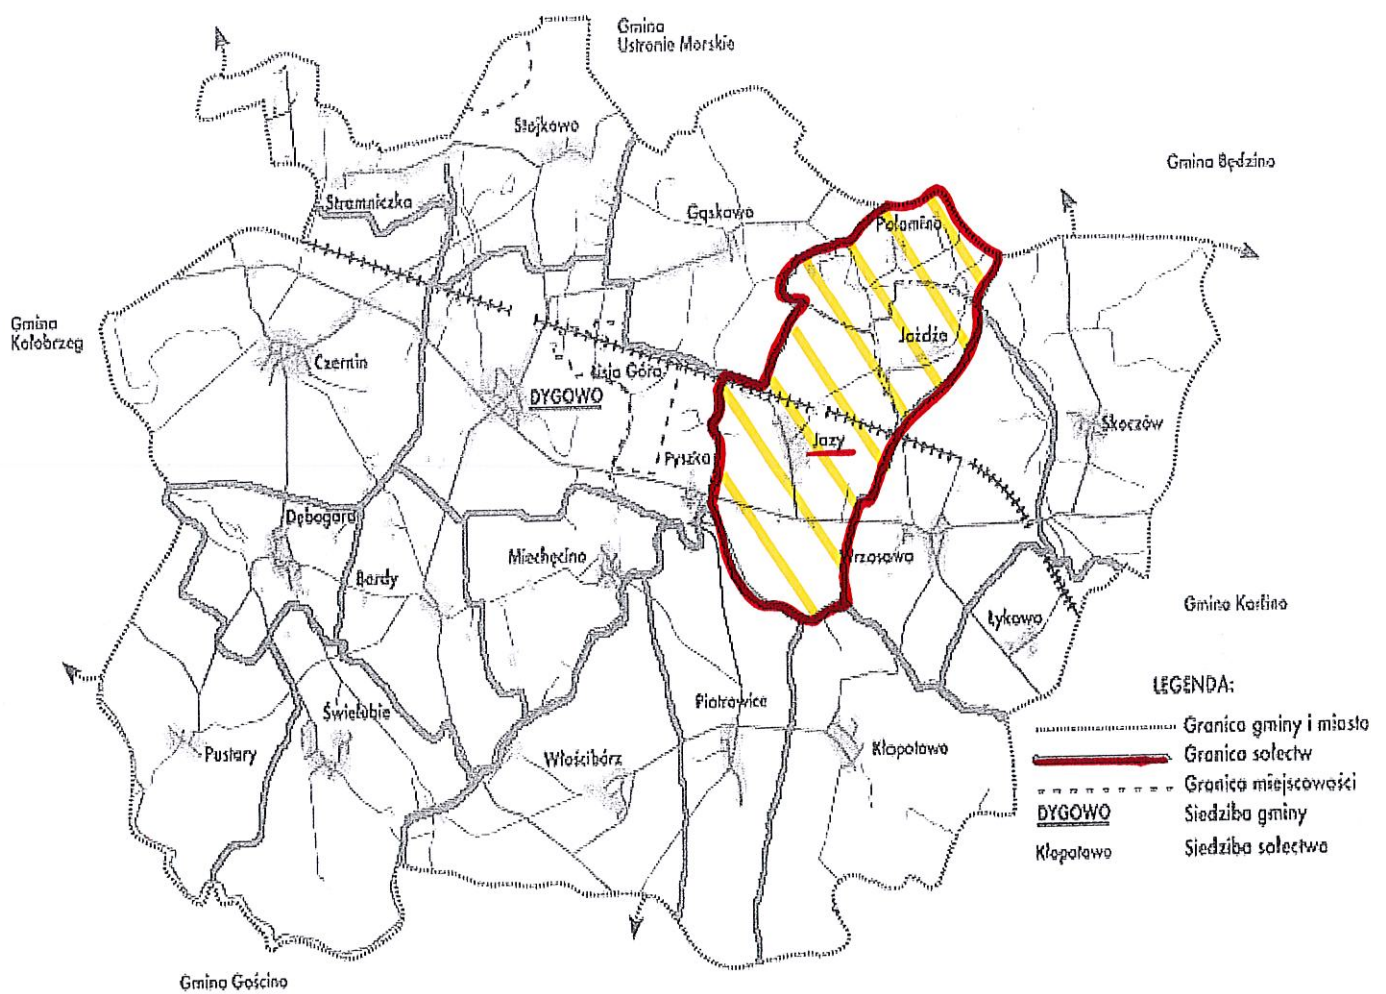 Gmina
Ustronie Morskie
Stojkowo
Gmina Będzino
Stramniczka
Gąskowo
Połomino
Gmina
Kołobrzeg
Czernin
Jażdże
Lisia Góra
DYGOWO
Skoczów
Jazy
Pyszka
Dębogard
Miechęcino
Wrzosowo
Bardy
Gmina Karlino
Łykowo
LEGENDA:
Piotrowice
Świelubie
Granica gminy i miasta
Pustary
Kłopotowo
Włościbórz
Granica sołectw
Granica miejscowości
DYGOWO
Siedziba gminy
Kłopotowo
Siedziba sołectwa
Gmina Gościno